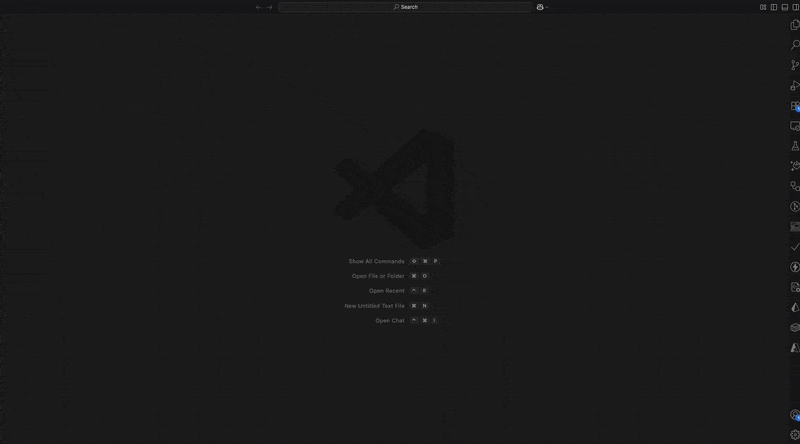 Search
Show All Commands ⇧ ⌘ P
Open File or Folder ⌘ O
Open Recent ⌃ R
New Untitled Text File ⌘ N
Open Chat ⌃ ⌘ I